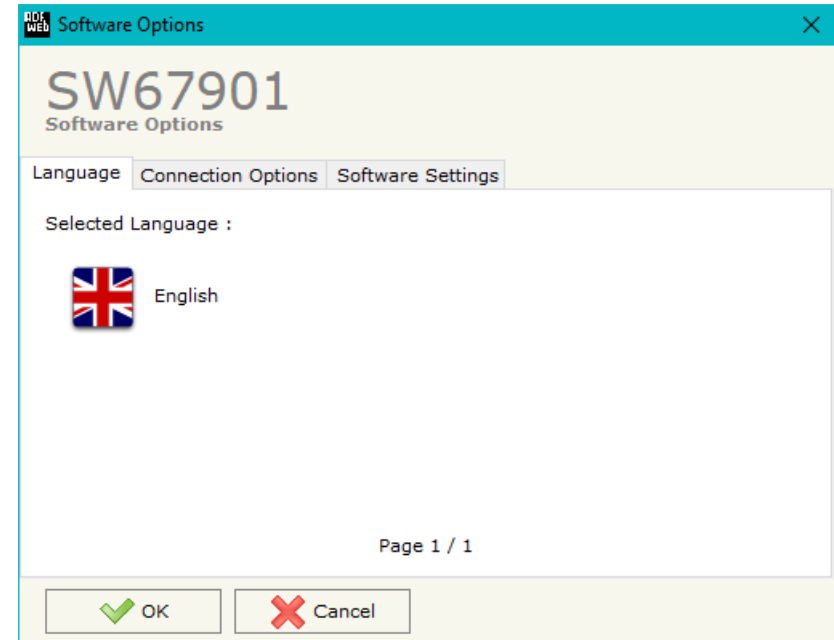 ADF
WEB Software Options
SW67901
Software Options
Language Connection Options Software Settings
Selected Language :
English
Page 1 / 1
OK Cancel